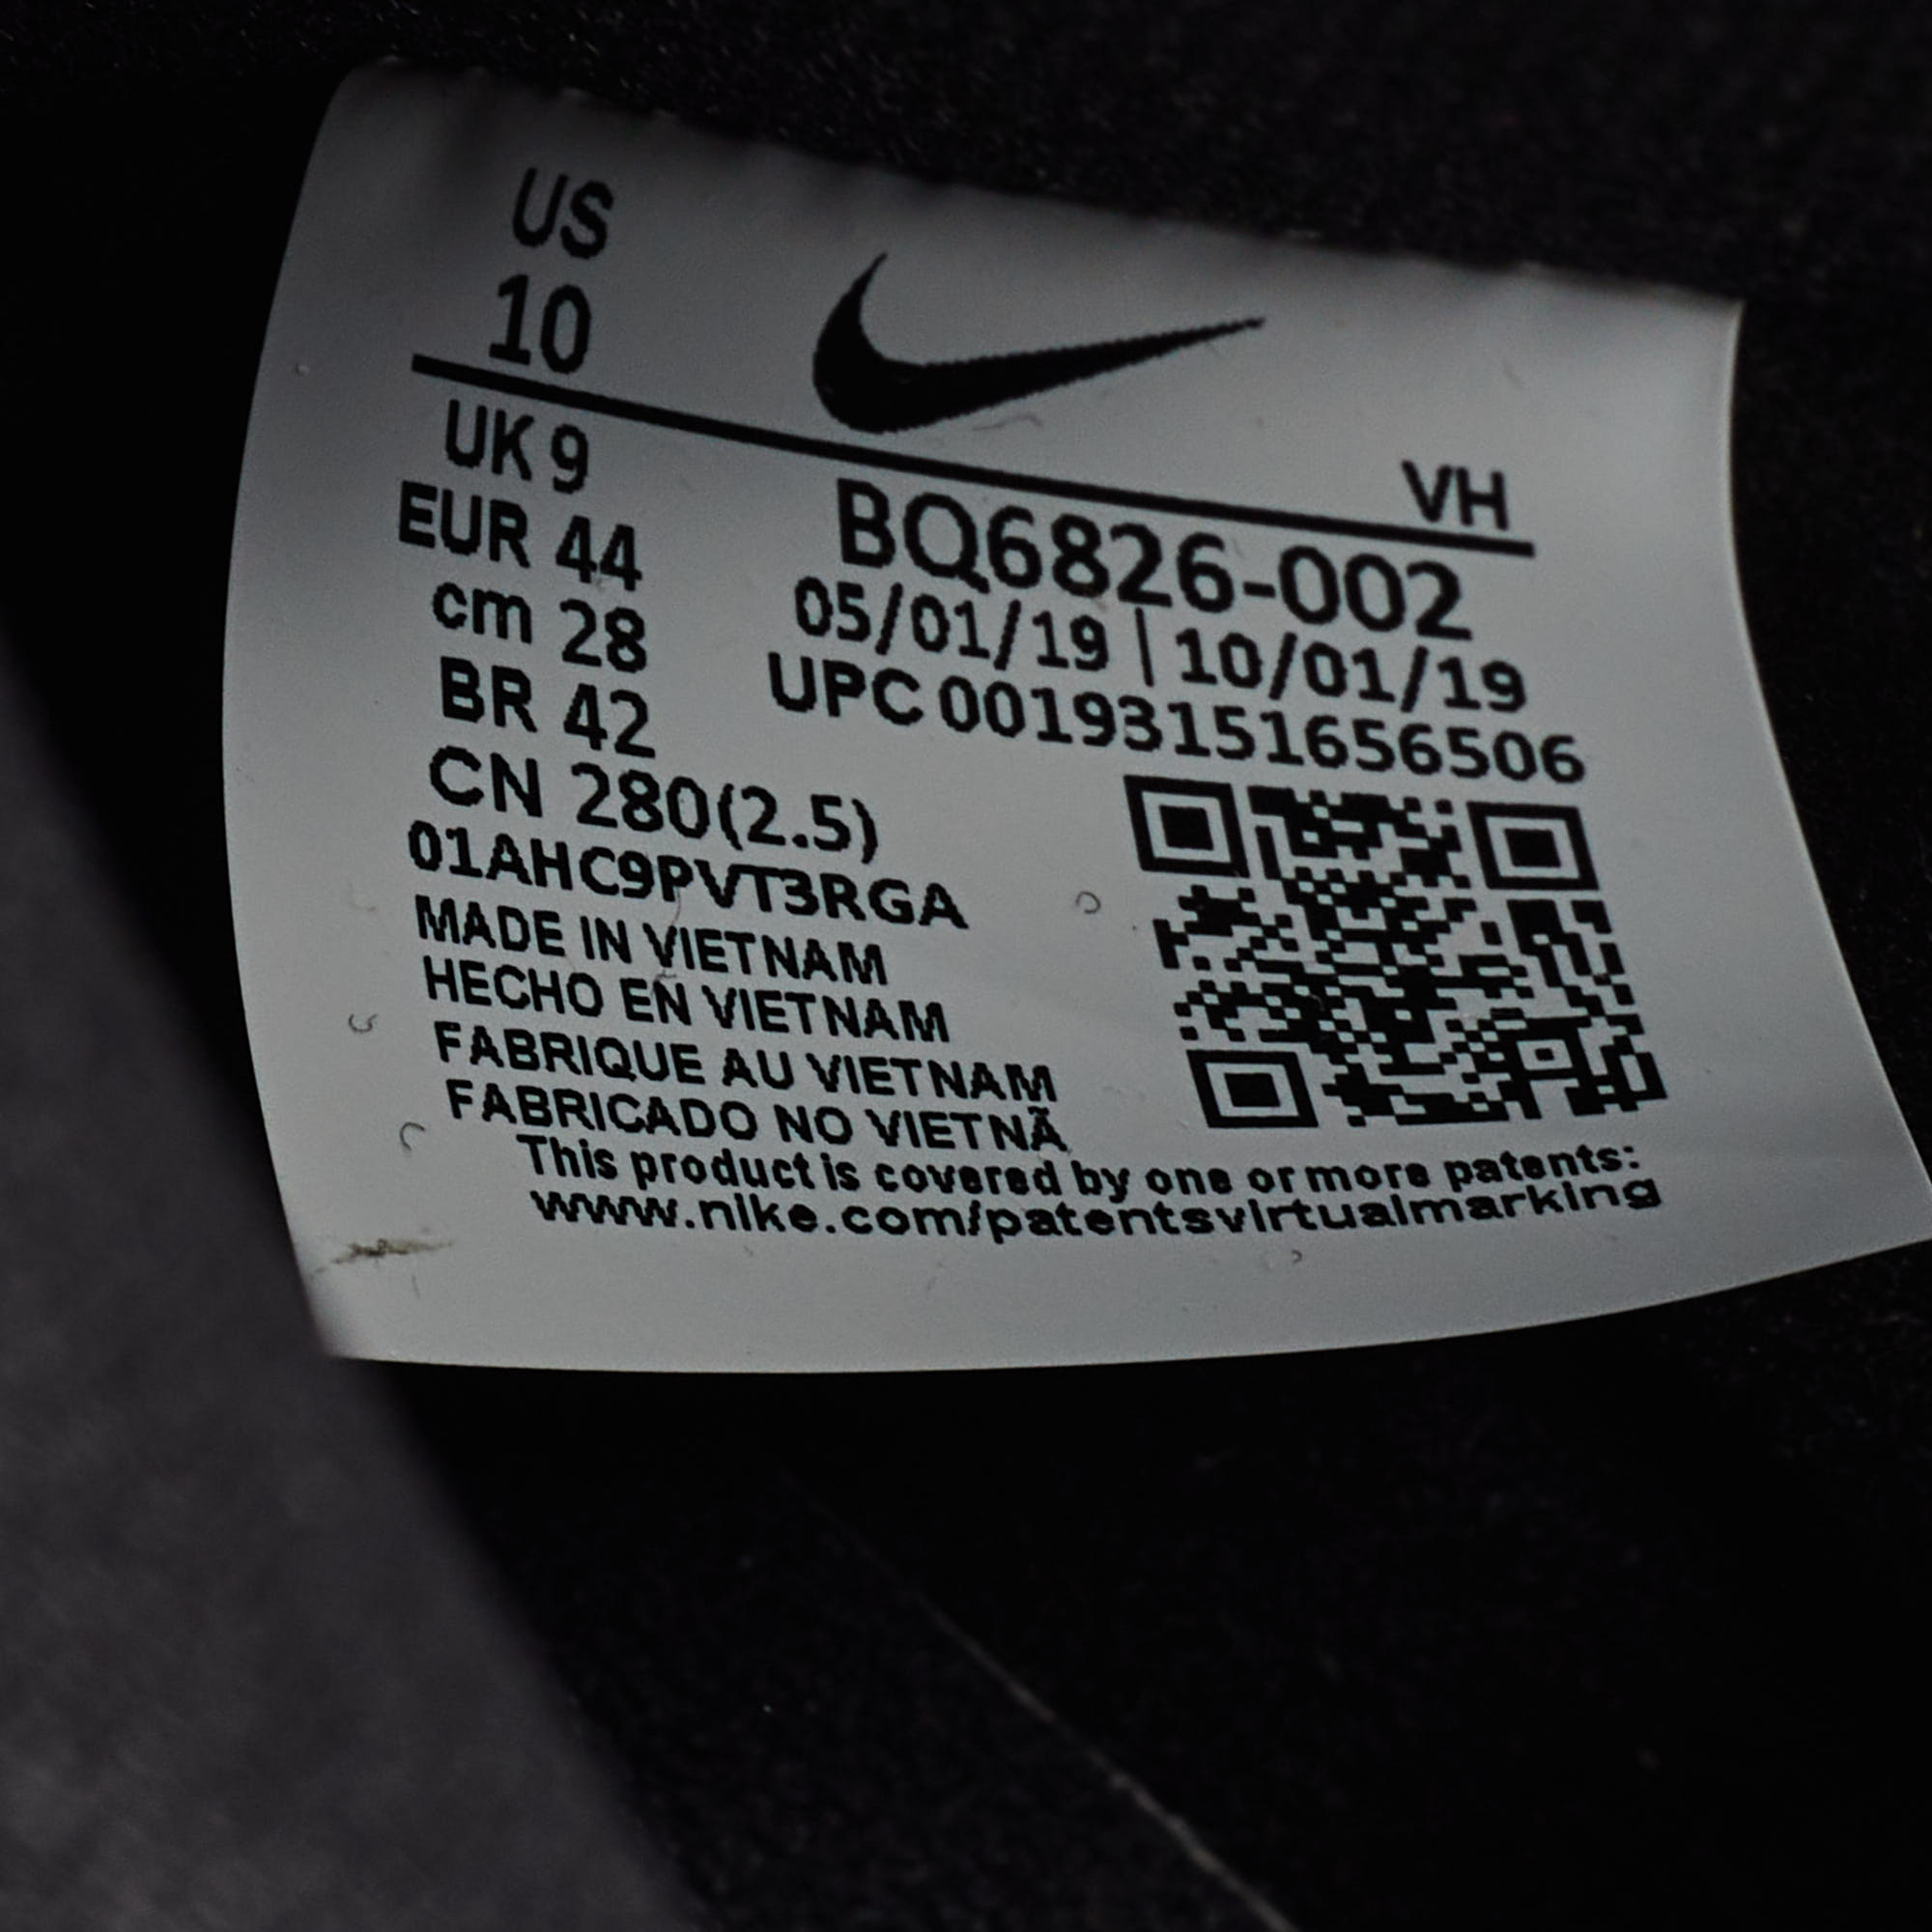 US
10
VH
UK 9
EUR 44
cm 28
BR 42
CN 280(2.5)
BQ6826-002
05/01/19 | 10/01/19
UPC 00193151656506
01AHC9PVT3RGA
MADE IN VIETNAM
HECHO EN VIETNAM
FABRIQUE AU VIETNAM
FABRICADO NO VIETNÃ
This product is covered by one or more patents:
www.nike.com/patentsvirtualmarking